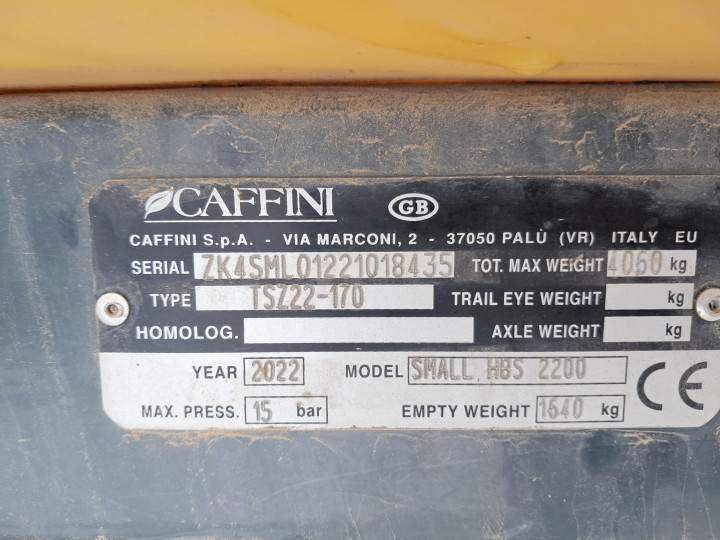 CAFFINI GB
CAFFINI S.p.A. - VIA MARCONI, 2 - 37050 PALÙ (VR) ITALY EU
SERIAL ZK4SML01221018435 TOT. MAX WEIGHT 4060 kg
TYPE TSZ22-170 TRAIL EYE WEIGHT kg
HOMOLOG. AXLE WEIGHT kg
YEAR 2022 MODEL SMALL HBS 2200 CE
MAX. PRESS. 15 bar EMPTY WEIGHT 1640 kg